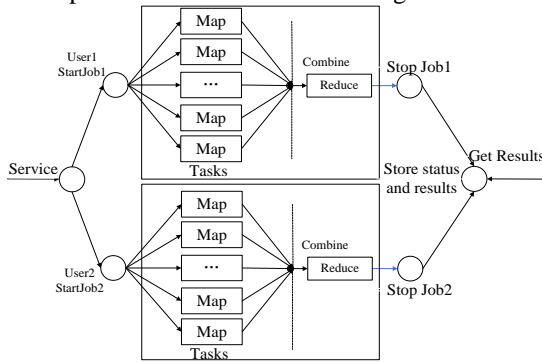 Map
User1
StartJob1
Map
...
Map
Map
Tasks
Combine
Reduce
Stop Job1
Service
Store status
and results
Get Results
Map
Map
...
Map
Map
Tasks
User2
StartJob2
Combine
Reduce
Stop Job2